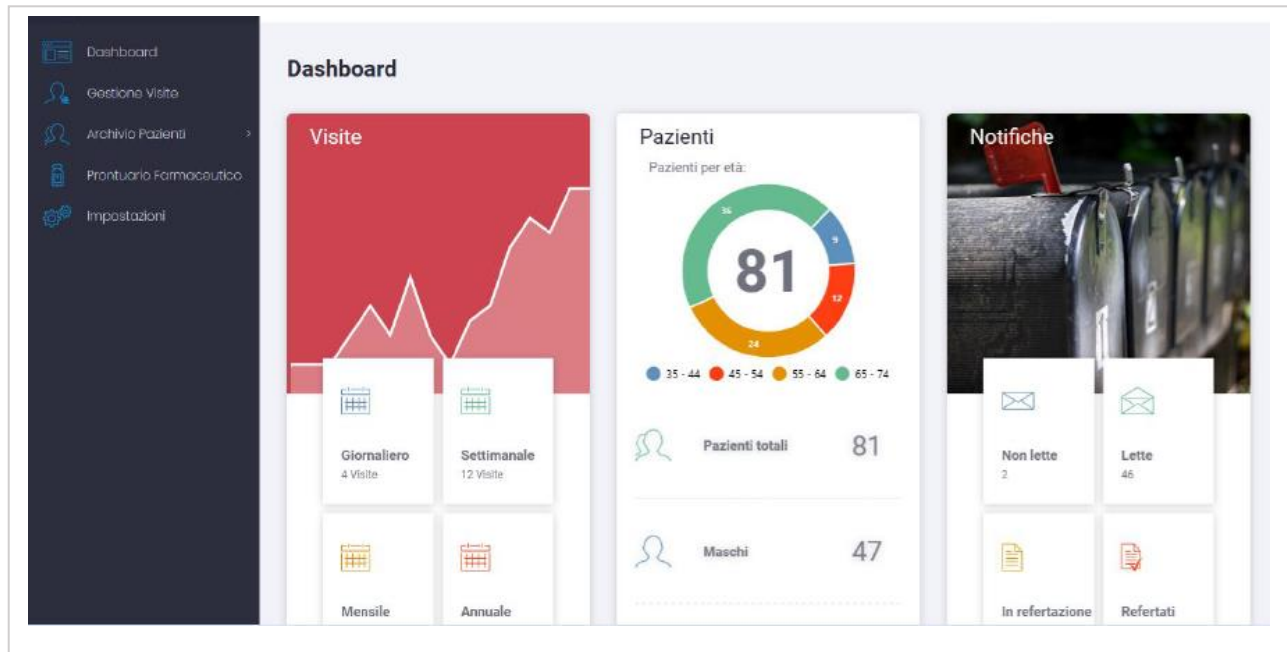 Dashboard
Gestione Visite
Archivio Pazienti
Prontuario Farmaceutico
Impostazioni
Dashboard
Visite
Giornaliero
4 Visite
Settimanale
12 Visite
Mensile
Annuale
Pazienti
Pazienti per età:
36
9
81
12
24
35 - 44 45 - 54 55 - 64 65 - 74
Pazienti totali 81
Maschi 47
Notifiche
Non lette
2
Lette
46
In refertazione
Refertati